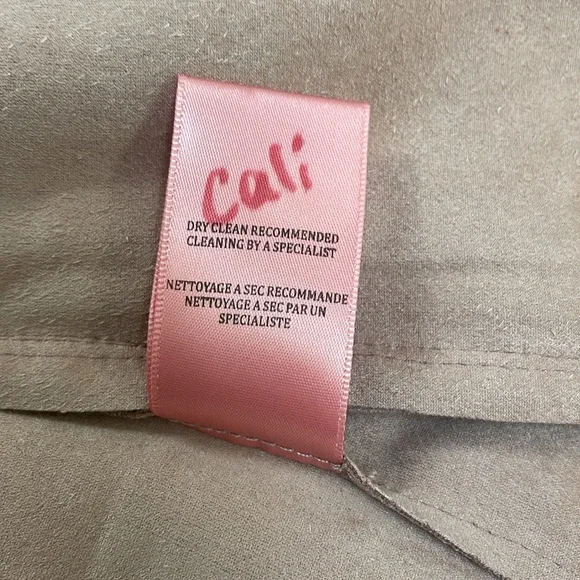 Cali
DRY CLEAN RECOMMENDED
CLEANING BY A SPECIALIST
NETTOYAGE A SEC RECOMMANDE
NETTOYAGE A SEC PAR UN
SPECIALISTE